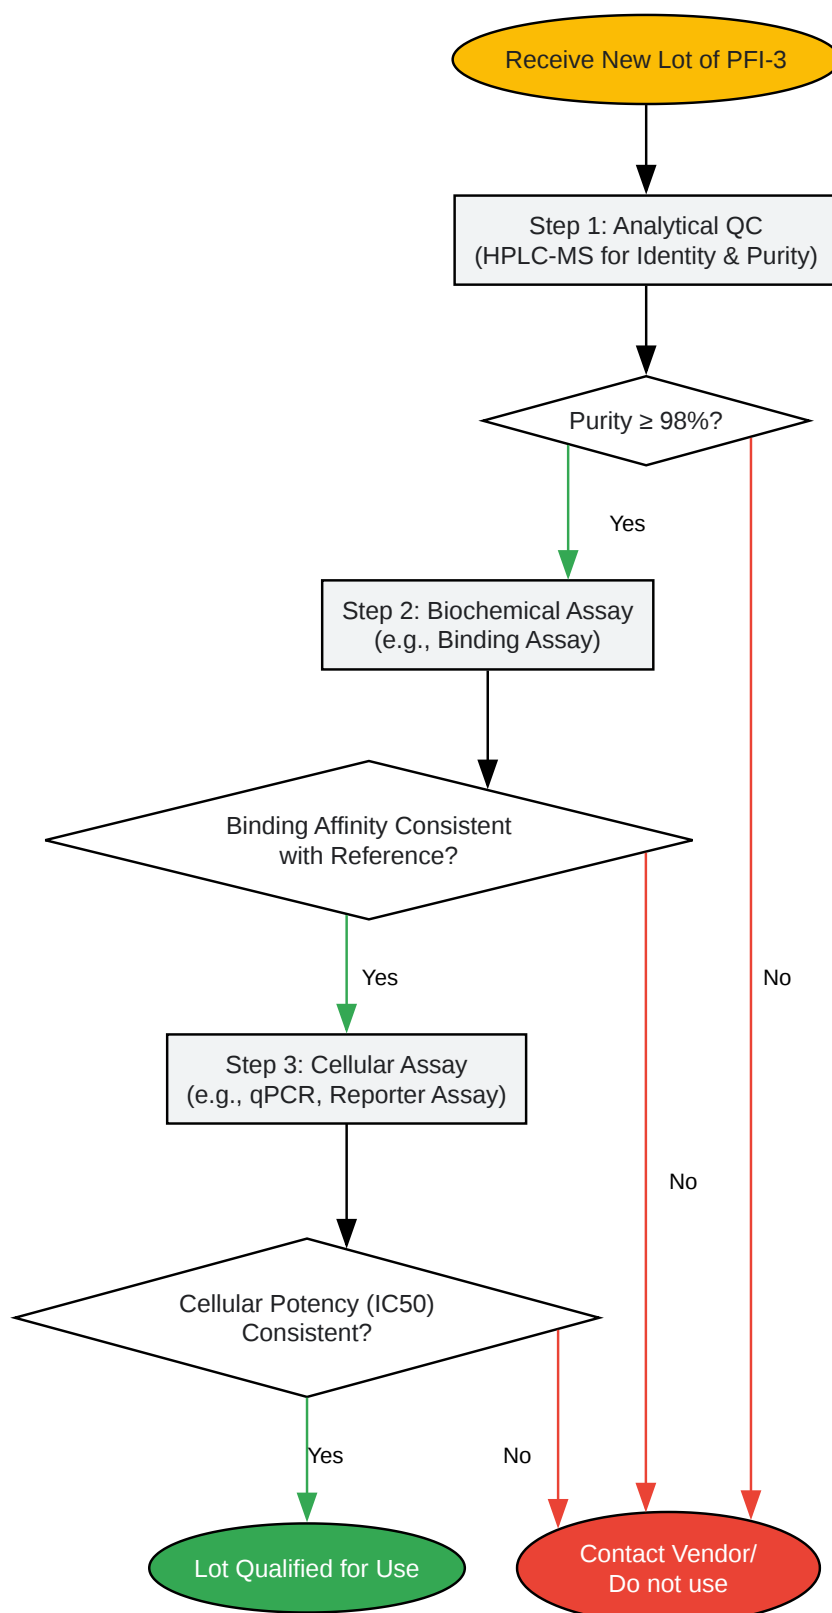 Receive New Lot of PFI-3
Step 1: Analytical QC
(HPLC-MS for Identity & Purity)
Purity ≥ 98%?
Yes
Step 2: Biochemical Assay
(e.g., Binding Assay)
Binding Affinity Consistent
with Reference?
Yes
No
Step 3: Cellular Assay
(e.g., qPCR, Reporter Assay)
No
Cellular Potency (IC50)
Consistent?
Yes
No
Lot Qualified for Use
Contact Vendor/
Do not use